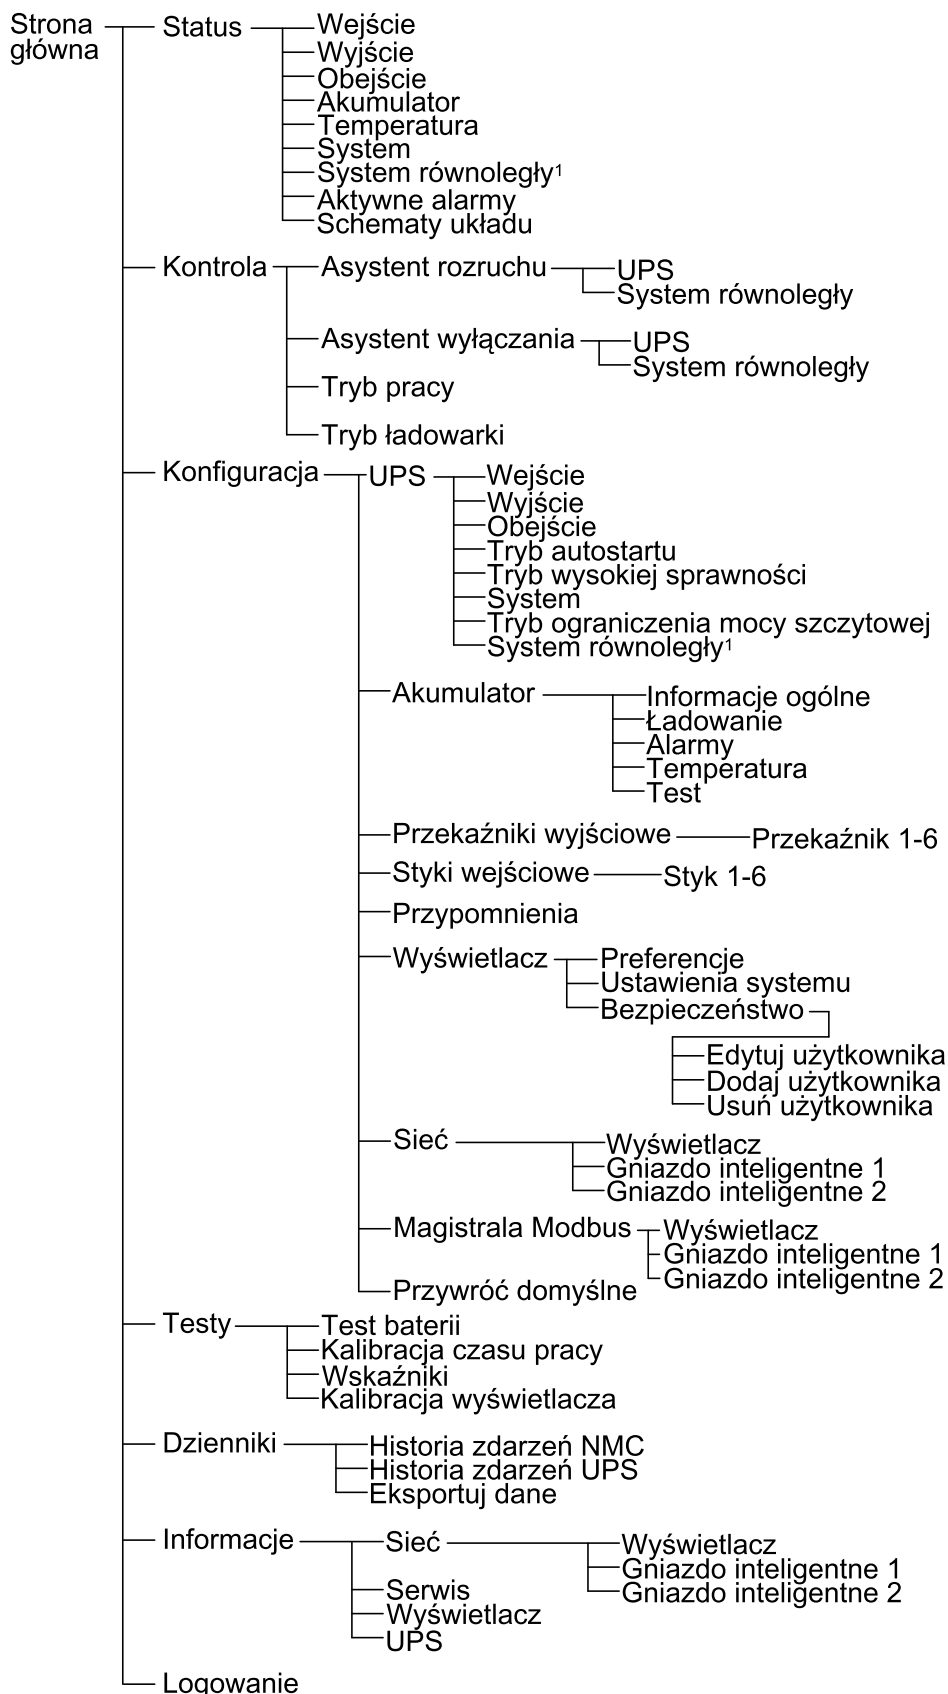 Strona
główna
Status
Wejście
Wyjście
Obejście
Akumulator
Temperatura
System
System równoległy¹
Aktywne alarmy
Schematy układu
Kontrola
Asystent rozruchu
UPS
System równoległy
Asystent wyłączania
UPS
System równoległy
Tryb pracy
Tryb ładowarki
Konfiguracja
UPS
Wejście
Wyjście
Obejście
Tryb autostartu
Tryb wysokiej sprawności
System
Tryb ograniczenia mocy szczytowej
System równoległy¹
Akumulator
Informacje ogólne
Ładowanie
Alarmy
Temperatura
Test
Przekaźniki wyjściowe
Przekaźnik 1-6
Styki wejściowe
Styk 1-6
Przypomnienia
Wyświetlacz
Preferencje
Ustawienia systemu
Bezpieczeństwo
Edytuj użytkownika
Dodaj użytkownika
Usuń użytkownika
Sieć
Wyświetlacz
Gniazdo inteligentne 1
Gniazdo inteligentne 2
Magistrala Modbus
Wyświetlacz
Gniazdo inteligentne 1
Gniazdo inteligentne 2
Przywróć domyślne
Testy
Test baterii
Kalibracja czasu pracy
Wskaźniki
Kalibracja wyświetlacza
Dzienniki
Historia zdarzeń NMC
Historia zdarzeń UPS
Eksportuj dane
Informacje
Sieć
Wyświetlacz
Gniazdo inteligentne 1
Gniazdo inteligentne 2
Serwis
Wyświetlacz
UPS
Logowanie